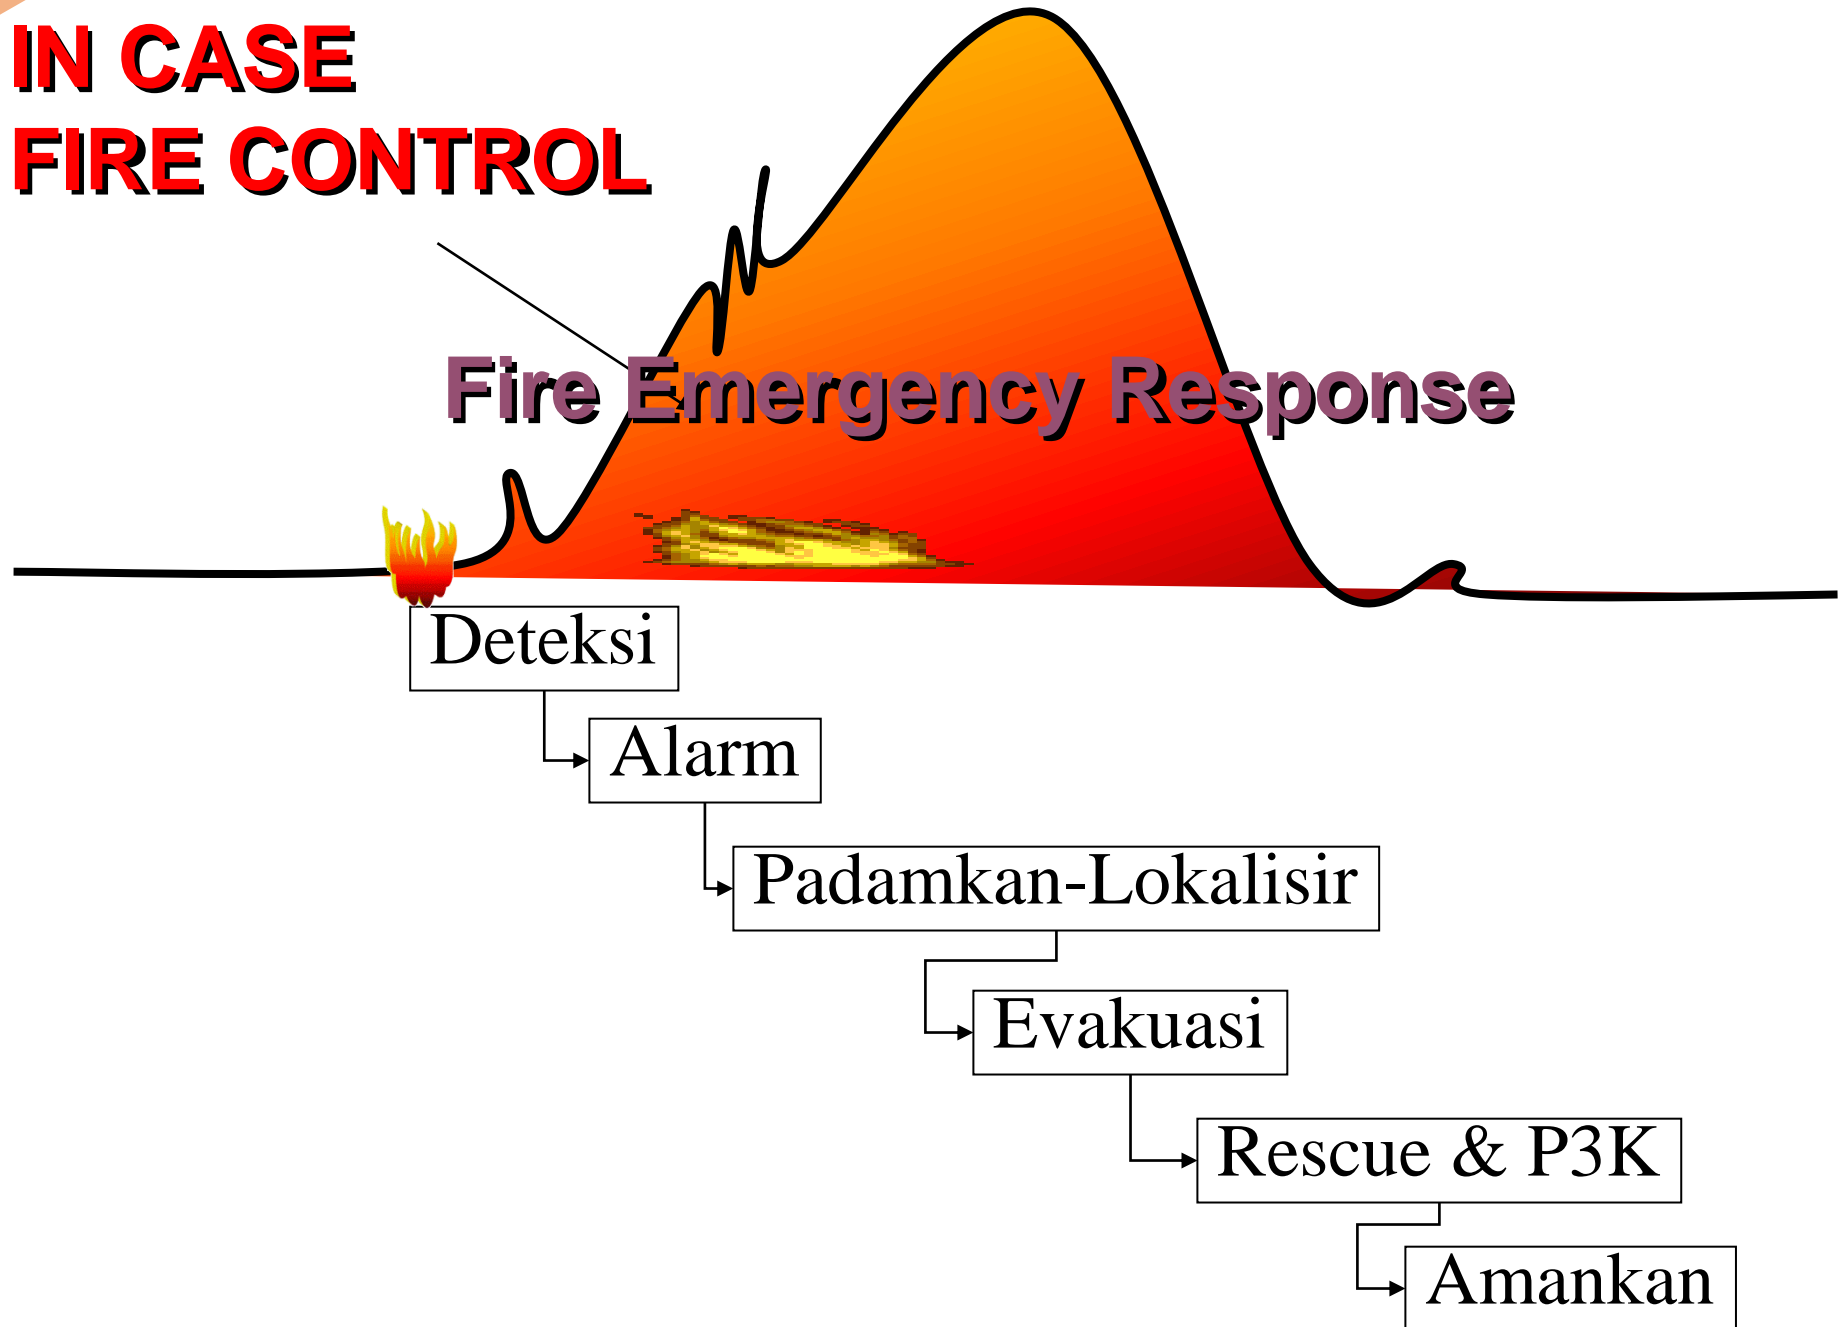 IN CASE
FIRE CONTROL
Fire Emergency Response
Deteksi
Alarm
Padamkan-Lokalisir
Evakuasi
Rescue & P3K
Amankan